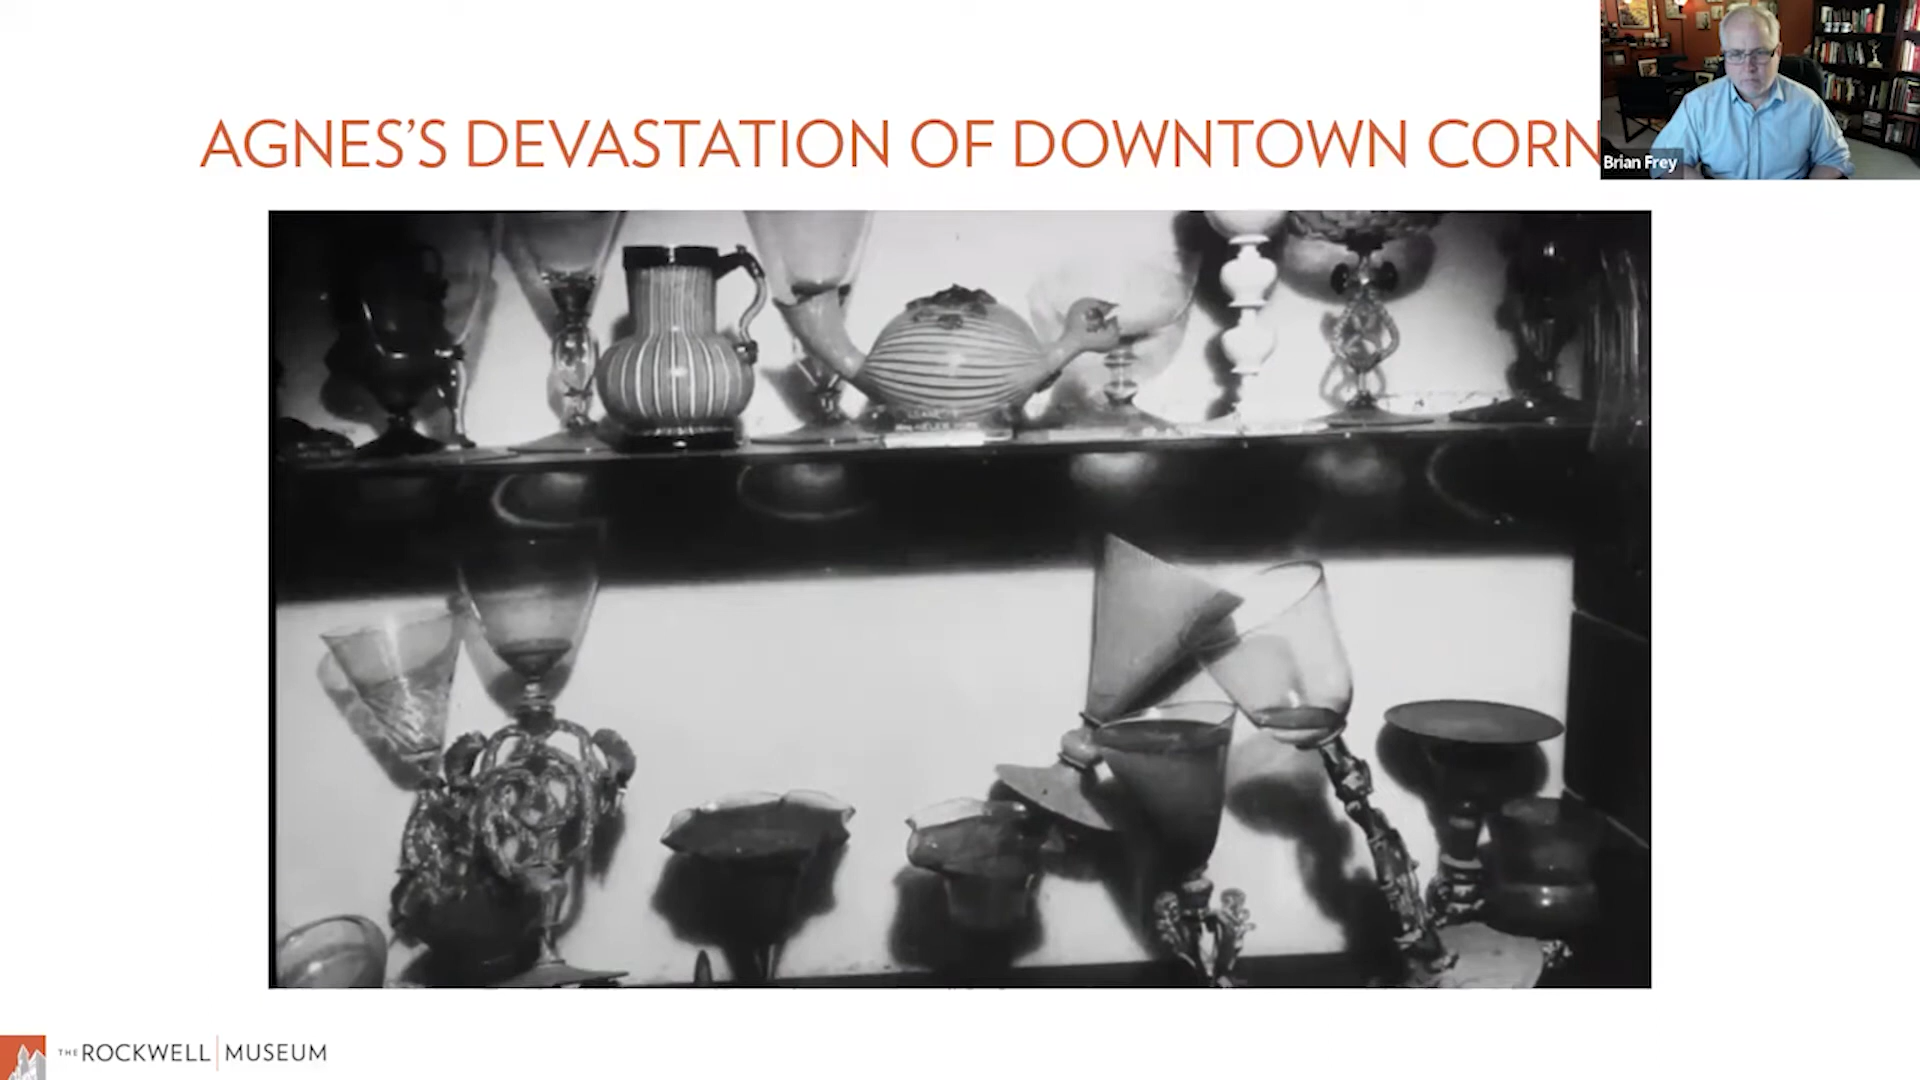 AGNES'S DEVASTATION OF DOWNTOWN CORN
Brian Frey
THE ROCKWELL | MUSEUM